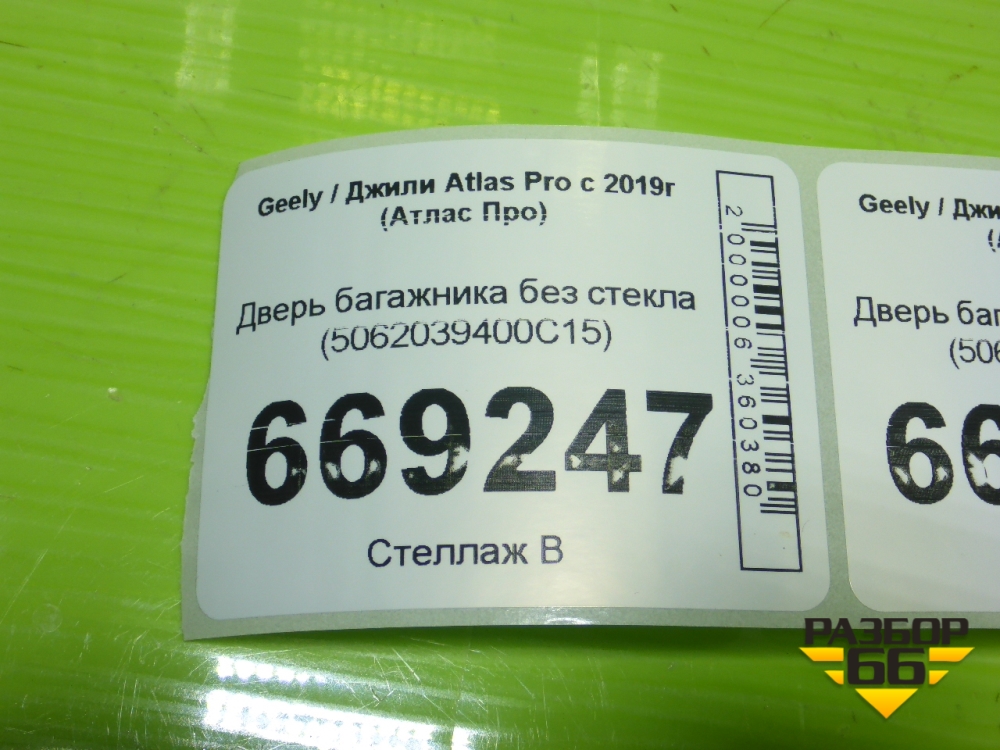 Geely / Джили Atlas Pro с 2019г
(Атлас Про)
Дверь багажника без стекла
(5062039400C15)
669247
Стеллаж В
2000006360380
Geely / Джи
Дверь баг
(506
66
РАЗБОР
66